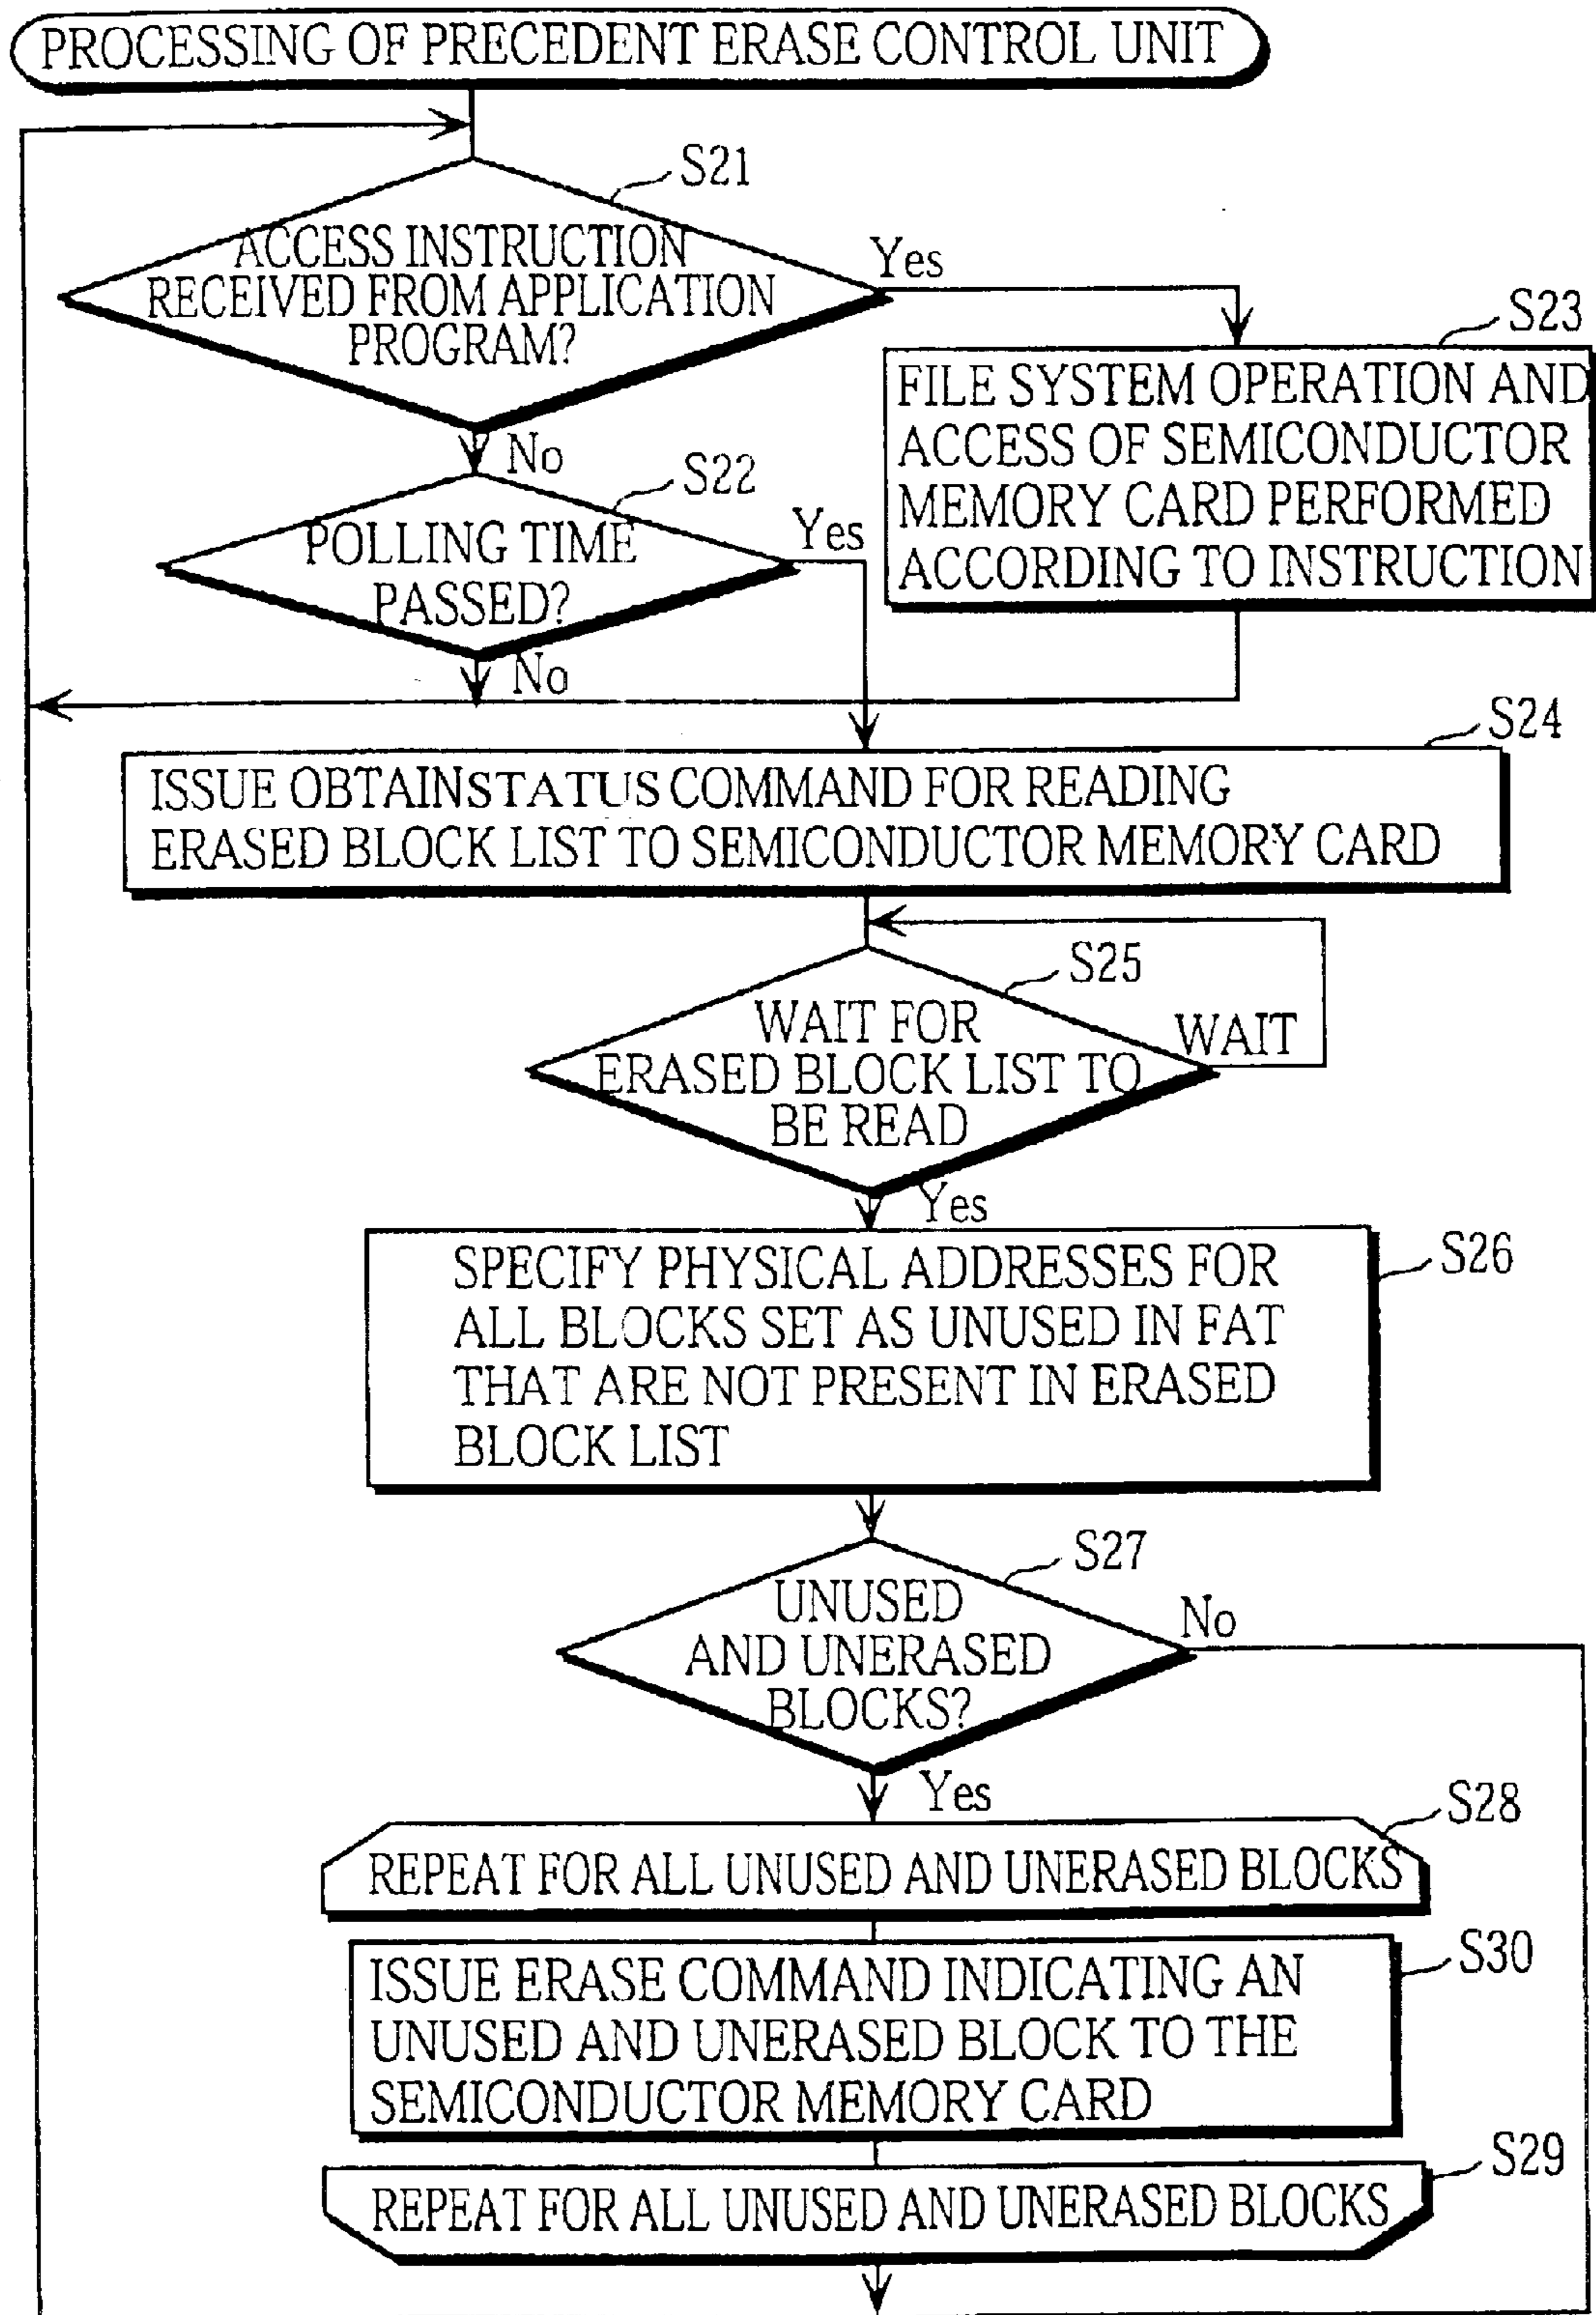 PROCESSING OF PRECEDENT ERASE CONTROL UNIT
S21
ACCESS INSTRUCTION
RECEIVED FROM APPLICATION
PROGRAM?
Yes
No
S23
FILE SYSTEM OPERATION AND
ACCESS OF SEMICONDUCTOR
MEMORY CARD PERFORMED
ACCORDING TO INSTRUCTION
S22
POLLING TIME
PASSED?
Yes
No
S24
ISSUE OBTAINSTATUS COMMAND FOR READING
ERASED BLOCK LIST TO SEMICONDUCTOR MEMORY CARD
S25
WAIT FOR
ERASED BLOCK LIST TO
BE READ
WAIT
Yes
S26
SPECIFY PHYSICAL ADDRESSES FOR
ALL BLOCKS SET AS UNUSED IN FAT
THAT ARE NOT PRESENT IN ERASED
BLOCK LIST
S27
UNUSED
AND UNERASED
BLOCKS?
No
Yes
S28
REPEAT FOR ALL UNUSED AND UNERASED BLOCKS
S30
ISSUE ERASE COMMAND INDICATING AN
UNUSED AND UNERASED BLOCK TO THE
SEMICONDUCTOR MEMORY CARD
S29
REPEAT FOR ALL UNUSED AND UNERASED BLOCKS